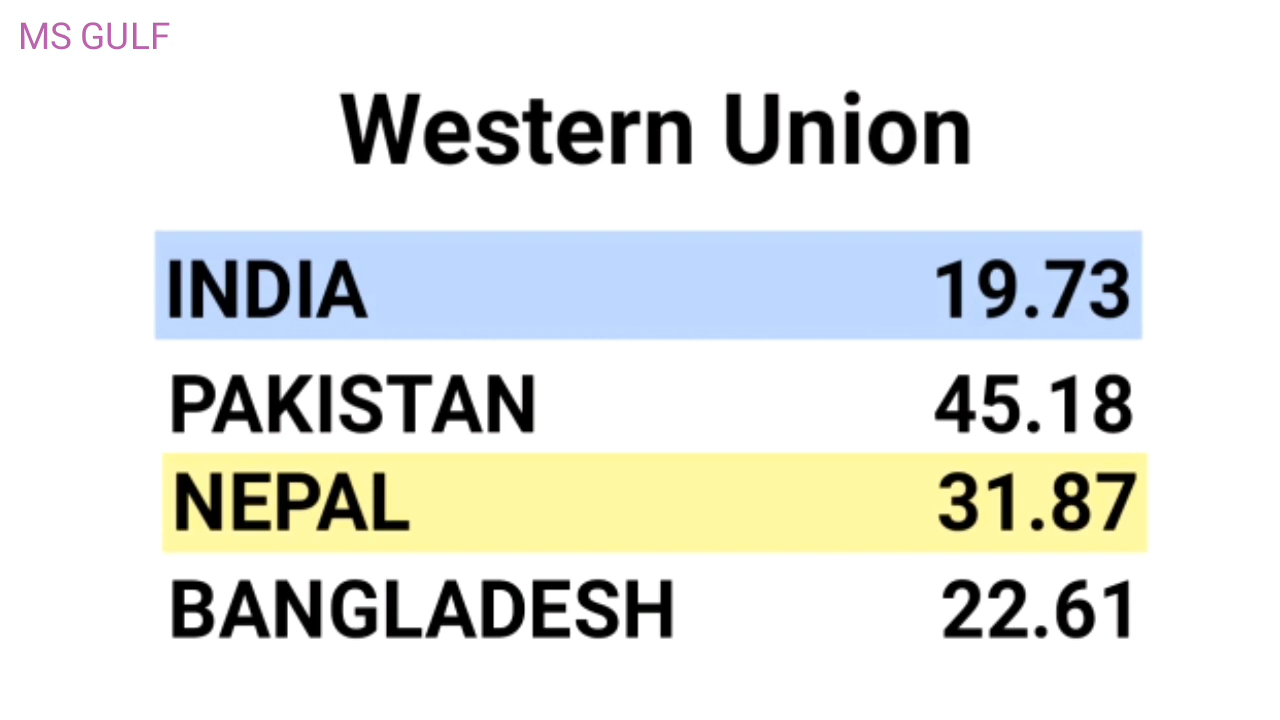 MS GULF
Western Union
INDIA 19.73
PAKISTAN 45.18
NEPAL 31.87
BANGLADESH 22.61